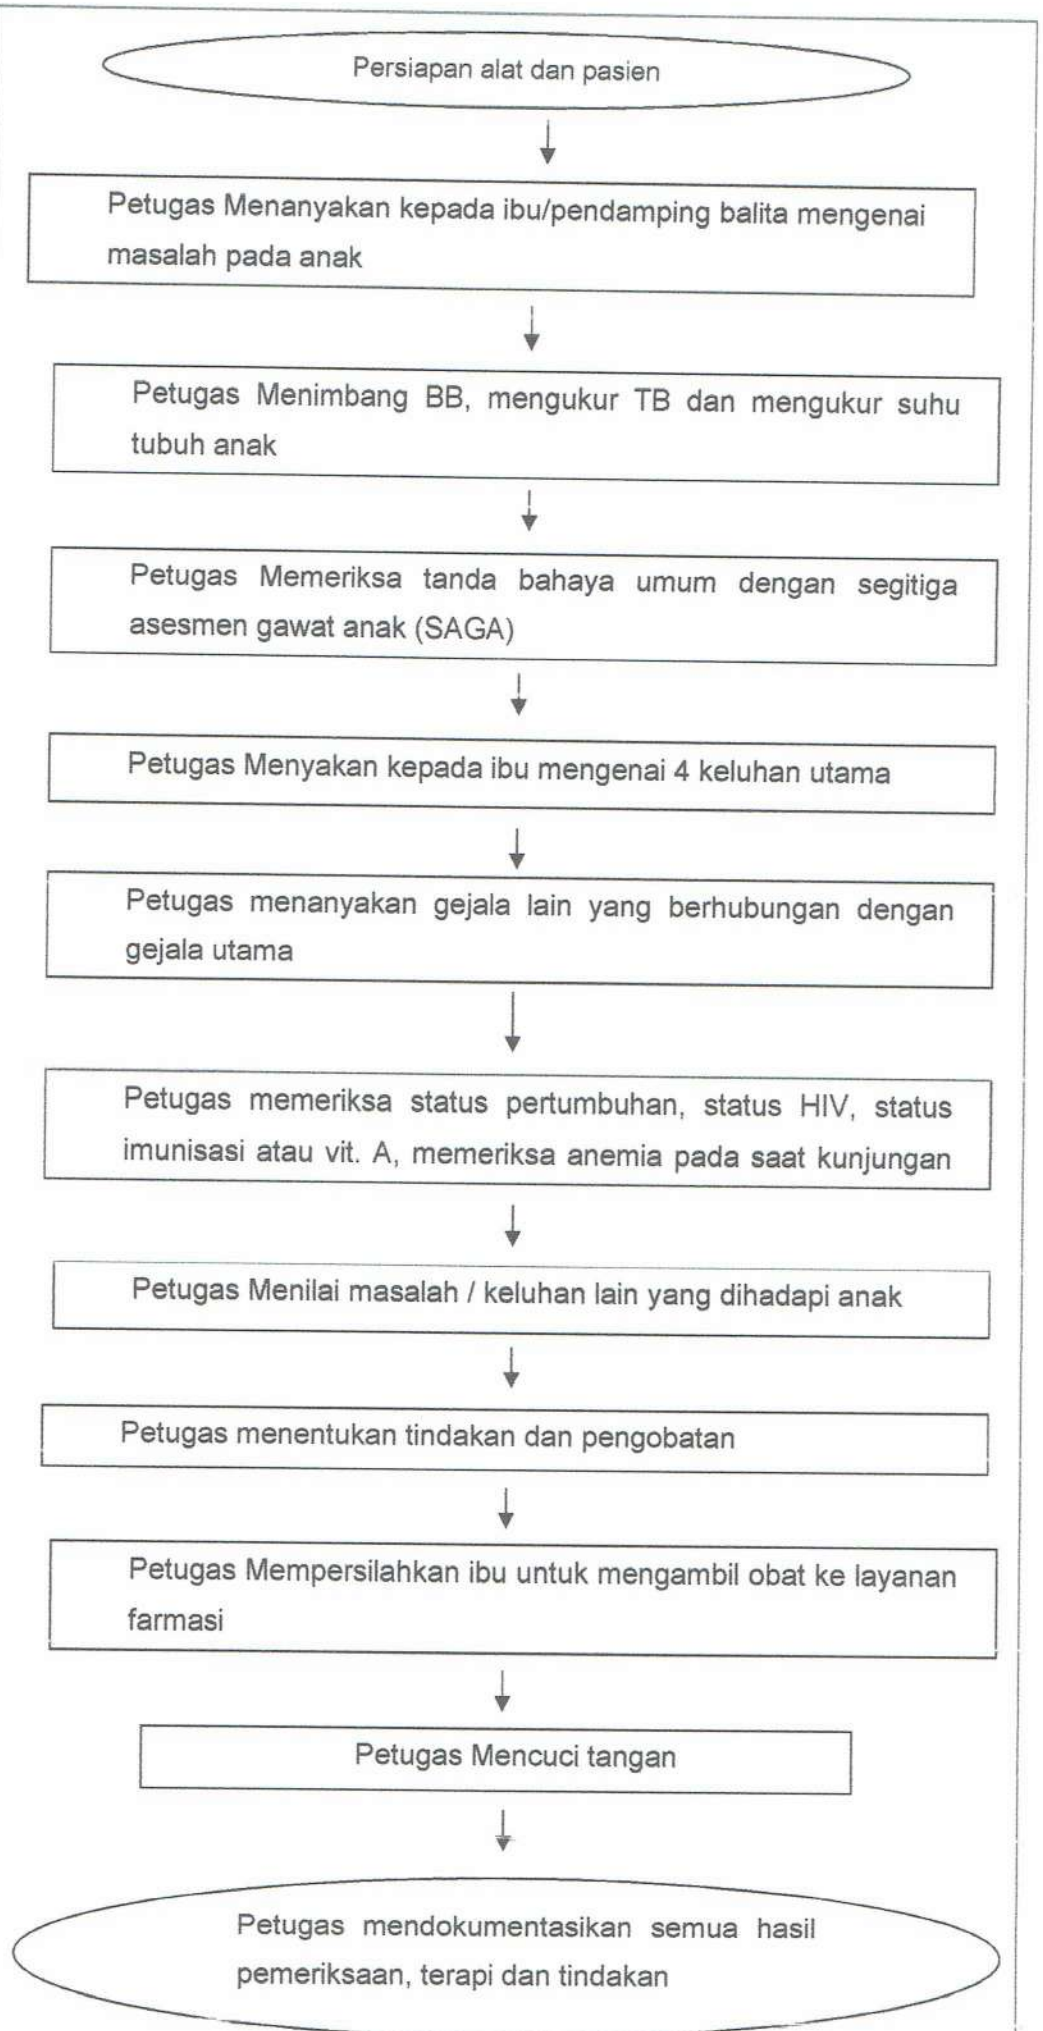 Persiapan alat dan pasien
Petugas Menanyakan kepada ibu/pendamping balita mengenai
masalah pada anak
Petugas Menimbang BB, mengukur TB dan mengukur suhu
tubuh anak
Petugas Memeriksa tanda bahaya umum dengan segitiga
asesmen gawat anak (SAGA)
Petugas Menyakan kepada ibu mengenai 4 keluhan utama
Petugas menanyakan gejala lain yang berhubungan dengan
gejala utama
Petugas memeriksa status pertumbuhan, status HIV, status
imunisasi atau vit. A, memeriksa anemia pada saat kunjungan
Petugas Menilai masalah / keluhan lain yang dihadapi anak
Petugas menentukan tindakan dan pengobatan
Petugas Mempersilahkan ibu untuk mengambil obat ke layanan
farmasi
Petugas Mencuci tangan
Petugas mendokumentasikan semua hasil
pemeriksaan, terapi dan tindakan